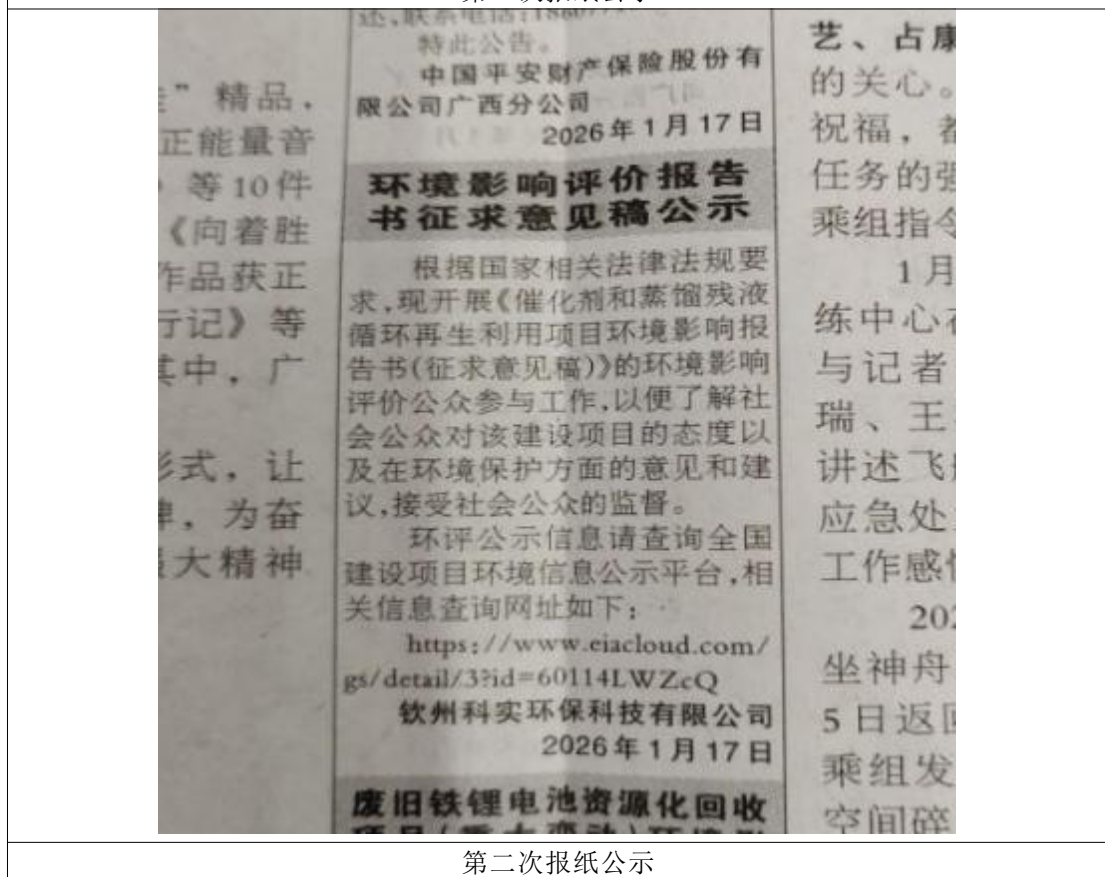 特此公告。
中国平安财产保险股份有
限公司广西分公司
2026年1月17日
环境影响评价报告
书征求意见稿公示
根据国家相关法律法规要
求,现开展《催化剂和蒸馏残液
循环再生利用项目环境影响报
告书(征求意见稿)》的环境影响
评价公众参与工作,以便了解社
会公众对该建设项目的态度以
及在环境保护方面的意见和建
议,接受社会公众的监督。
环评公示信息请查询全国
建设项目环境信息公示平台,相
关信息查询网址如下:
https://www.eiacloud.com/
gs/detail/3?id=60114LWZcQ
钦州科实环保科技有限公司
2026年1月17日
废旧铁锂电池资源化回收
”精品,
正能量音
等10件
《向着胜
作品获正
行记》等
其中,广
形式,让
为奋
大精神
艺、占康
的关心。
祝福,都
任务的强
乘组指令
1月
练中心在
与记者
瑞、王
讲述飞船
应急处
工作感悟
202
坐神舟
5日返回
乘组发
空间碎
第二次报纸公示